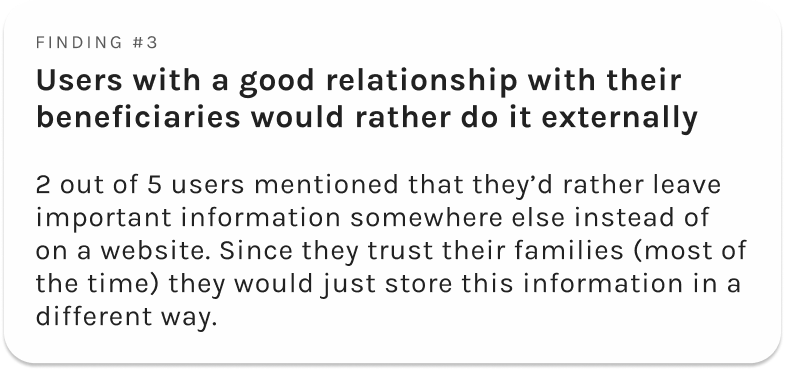 FINDING #3
Users with a good relationship with their
beneficiaries would rather do it externally
2 out of 5 users mentioned that they’d rather leave
important information somewhere else instead of
on a website. Since they trust their families (most of
the time) they would just store this information in a
different way.